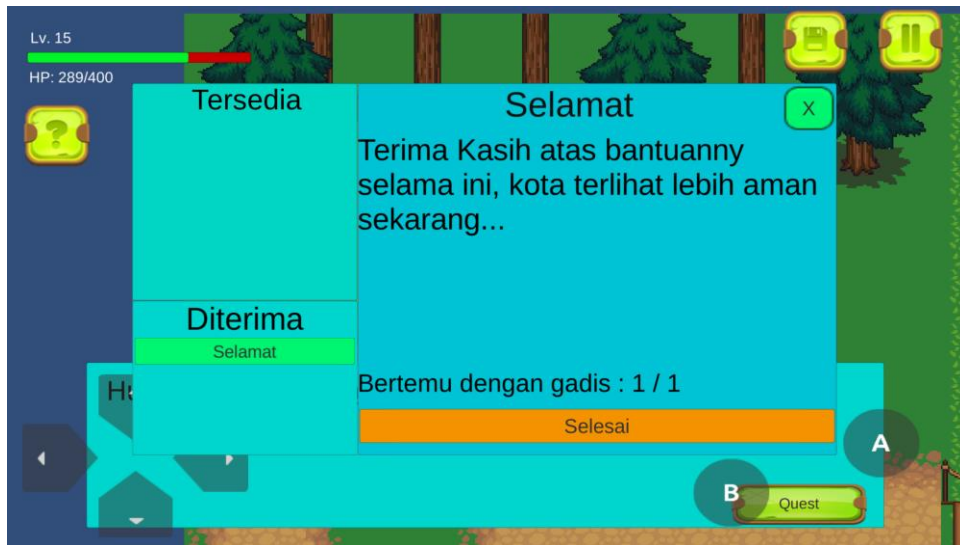 Lv. 15
HP: 289/400
?
Tersedia
Selamat
X
Terima Kasih atas bantuanny
selama ini, kota terlihat lebih aman
sekarang...
Diterima
Selamat
Bertemu dengan gadis : 1 / 1
Selesai
A
B
Quest